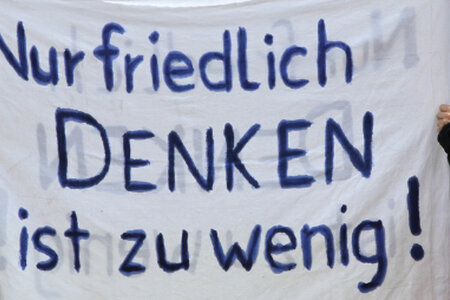 Nur friedlich
DENKEN
ist zu wenig!